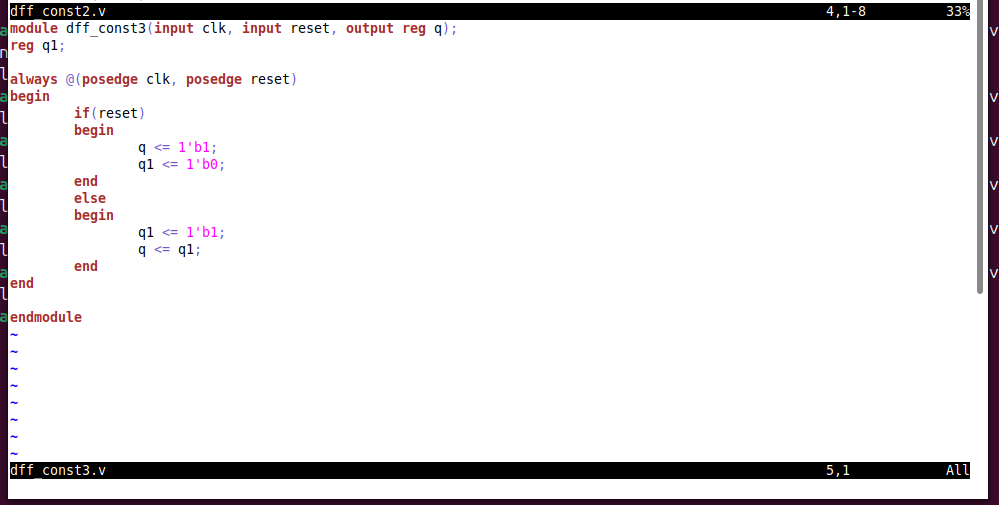 dff_const2.v 4,1-8 33%
module dff_const3(input clk, input reset, output reg q);
reg q1;
always @(posedge clk, posedge reset)
begin
if(reset)
begin
q <= 1'b1;
q1 <= 1'b0;
end
else
begin
q1 <= 1'b1;
q <= q1;
end
end
endmodule
~
~
~
~
~
~
~
~
dff_const3.v 5,1 All